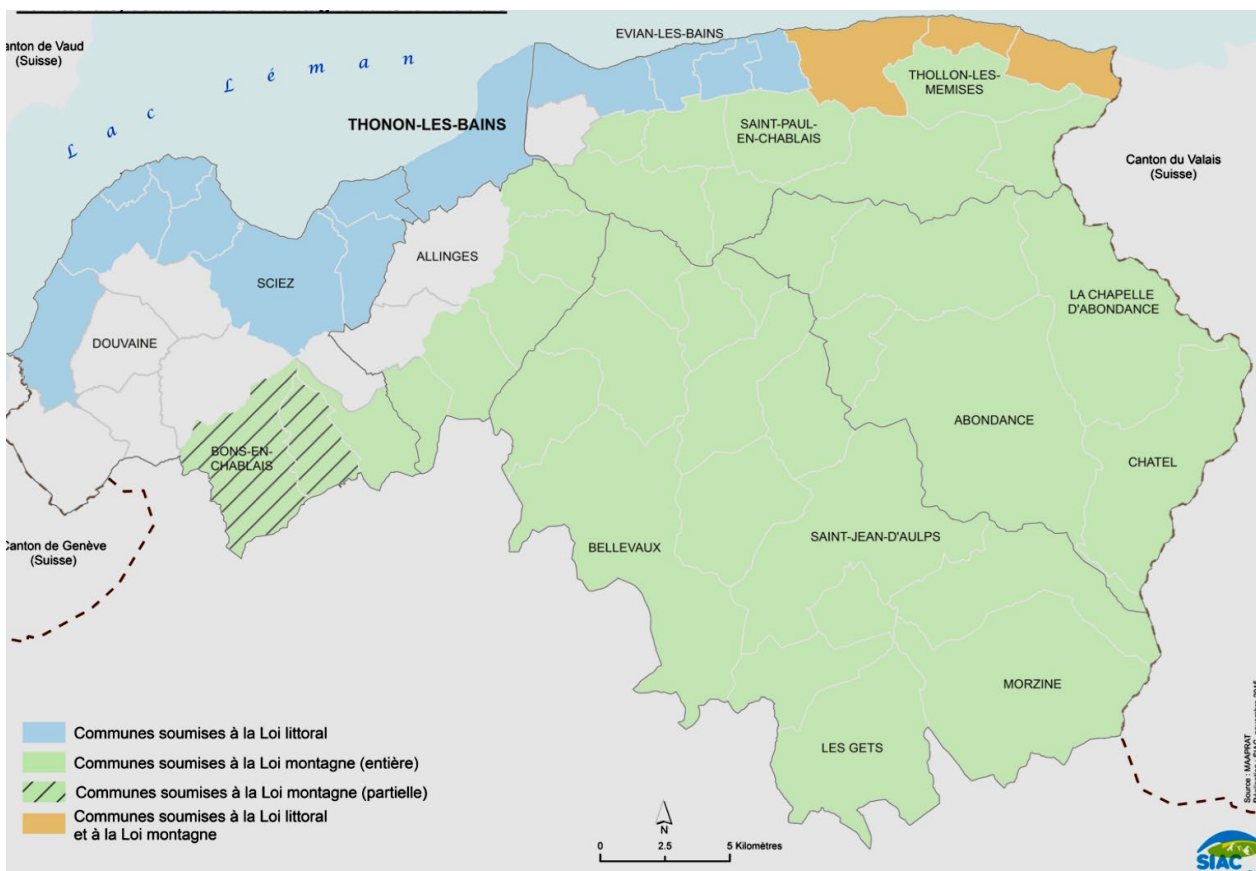 anton de Vaud
(Suisse)
Lac Léman
EVIAN-LES-BAINS
THOLLON-LES-
MEMISES
THONON-LES-BAINS
SAINT-PAUL-
EN-CHABLAIS
Canton du Valais
(Suisse)
ALLINGES
SCIEZ
LA CHAPELLE
D'ABONDANCE
DOUVAINE
ABONDANCE
BONS-EN-
CHABLAIS
CHATEL
anton de Genève
(Suisse)
BELLEVAUX
SAINT-JEAN-D'AULPS
MORZINE
LES GETS
Communes soumises à la Loi littoral
Communes soumises à la Loi montagne (entière)
Communes soumises à la Loi montagne (partielle)
Communes soumises à la Loi littoral
et à la Loi montagne
N
0 2.5 5 Kilomètres
Source : MAAPRAT
SIAC